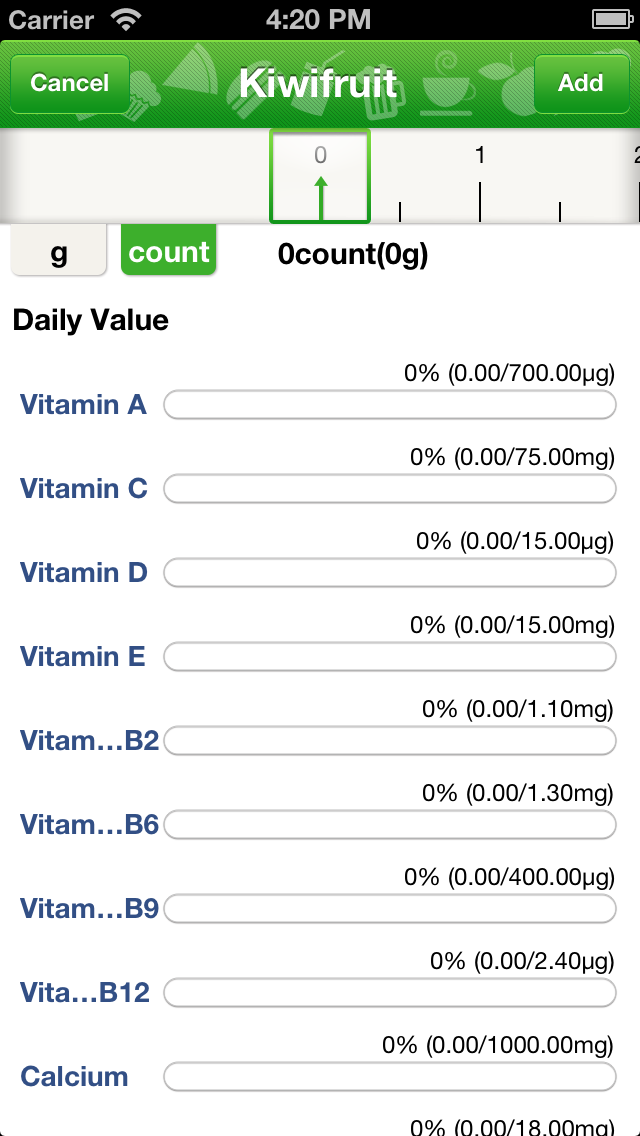 Carrier 4:20 PM
Cancel Kiwifruit Add
0 1
g count 0count(0g)
Daily Value
0% (0.00/700.00µg)
Vitamin A
0% (0.00/75.00mg)
Vitamin C
0% (0.00/15.00µg)
Vitamin D
0% (0.00/15.00mg)
Vitamin E
0% (0.00/1.10mg)
Vitam...B2
0% (0.00/1.30mg)
Vitam...B6
0% (0.00/400.00µg)
Vitam...B9
0% (0.00/2.40µg)
Vita...B12
0% (0.00/1000.00mg)
Calcium
0% (0.00/18.00mg)